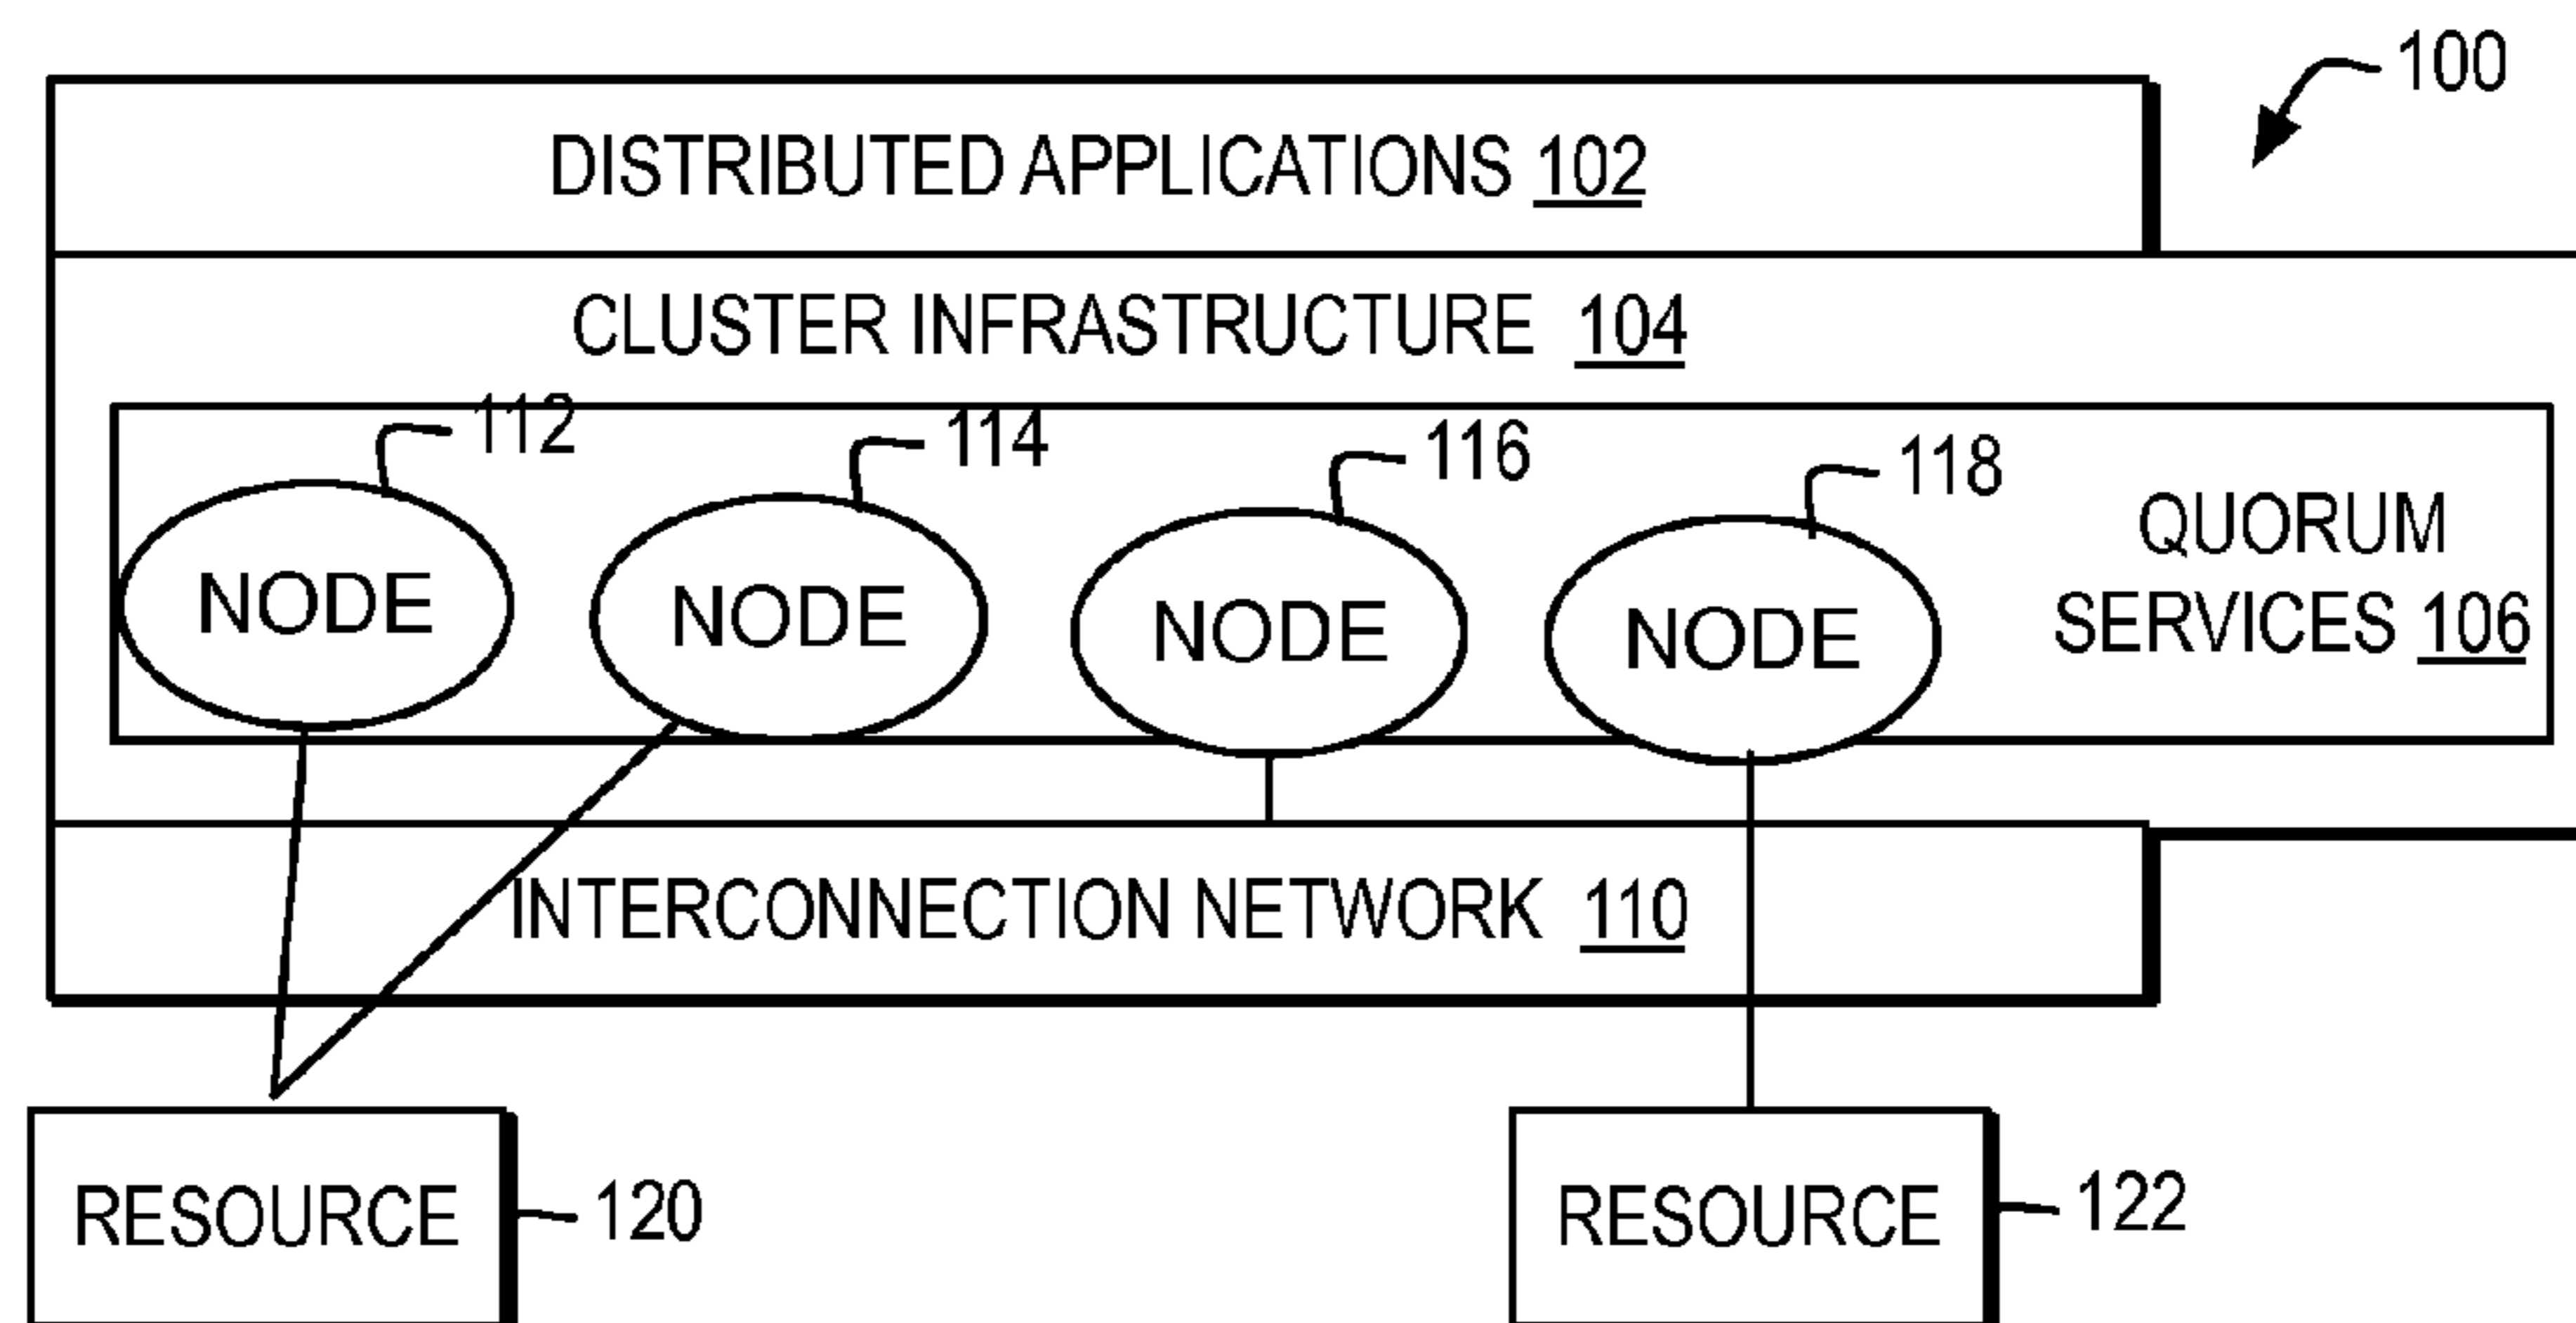 100
DISTRIBUTED APPLICATIONS 102
CLUSTER INFRASTRUCTURE 104
112
114
116
118
NODE
NODE
NODE
NODE
QUORUM
SERVICES 106
INTERCONNECTION NETWORK 110
RESOURCE
120
RESOURCE
122